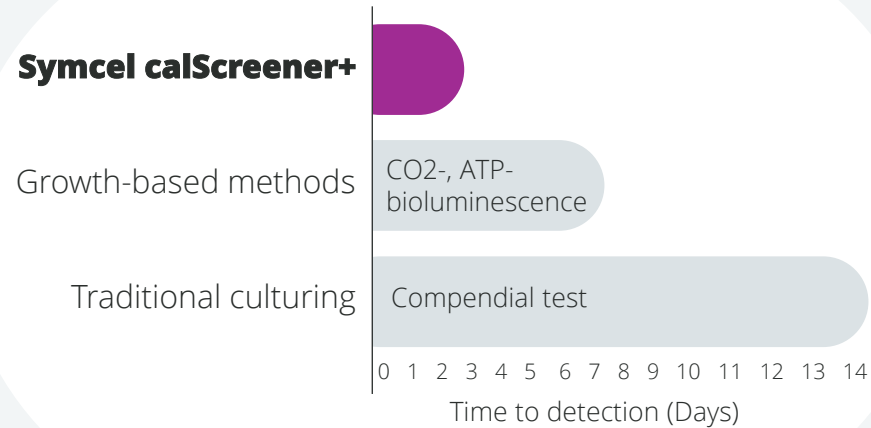 Symcel calScreener+
Growth-based methods
CO2-, ATP-
bioluminescence
Traditional culturing
Compendial test
0 1 2 3 4 5 6 7 8 9 10 11 12 13 14
Time to detection (Days)